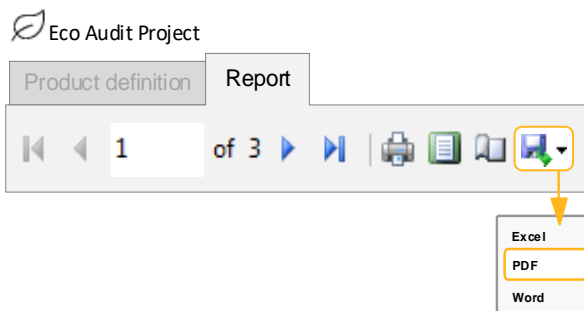 Eco Audit Project
Product definition Report
1 of 3
Excel
PDF
Word